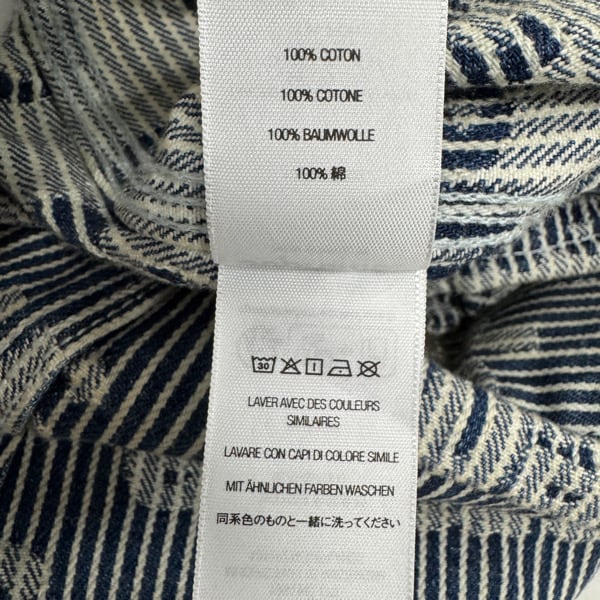 100% COTON
100% COTONE
100% BAUMWOLLE
100% 綿
30
LAVER AVEC DES COULEURS
SIMILAIRES
LAVARE CON CAPI DI COLORE SIMILE
MIT ÄHNLICHEN FARBEN WASCHEN
同系色のものと一緒に洗ってください